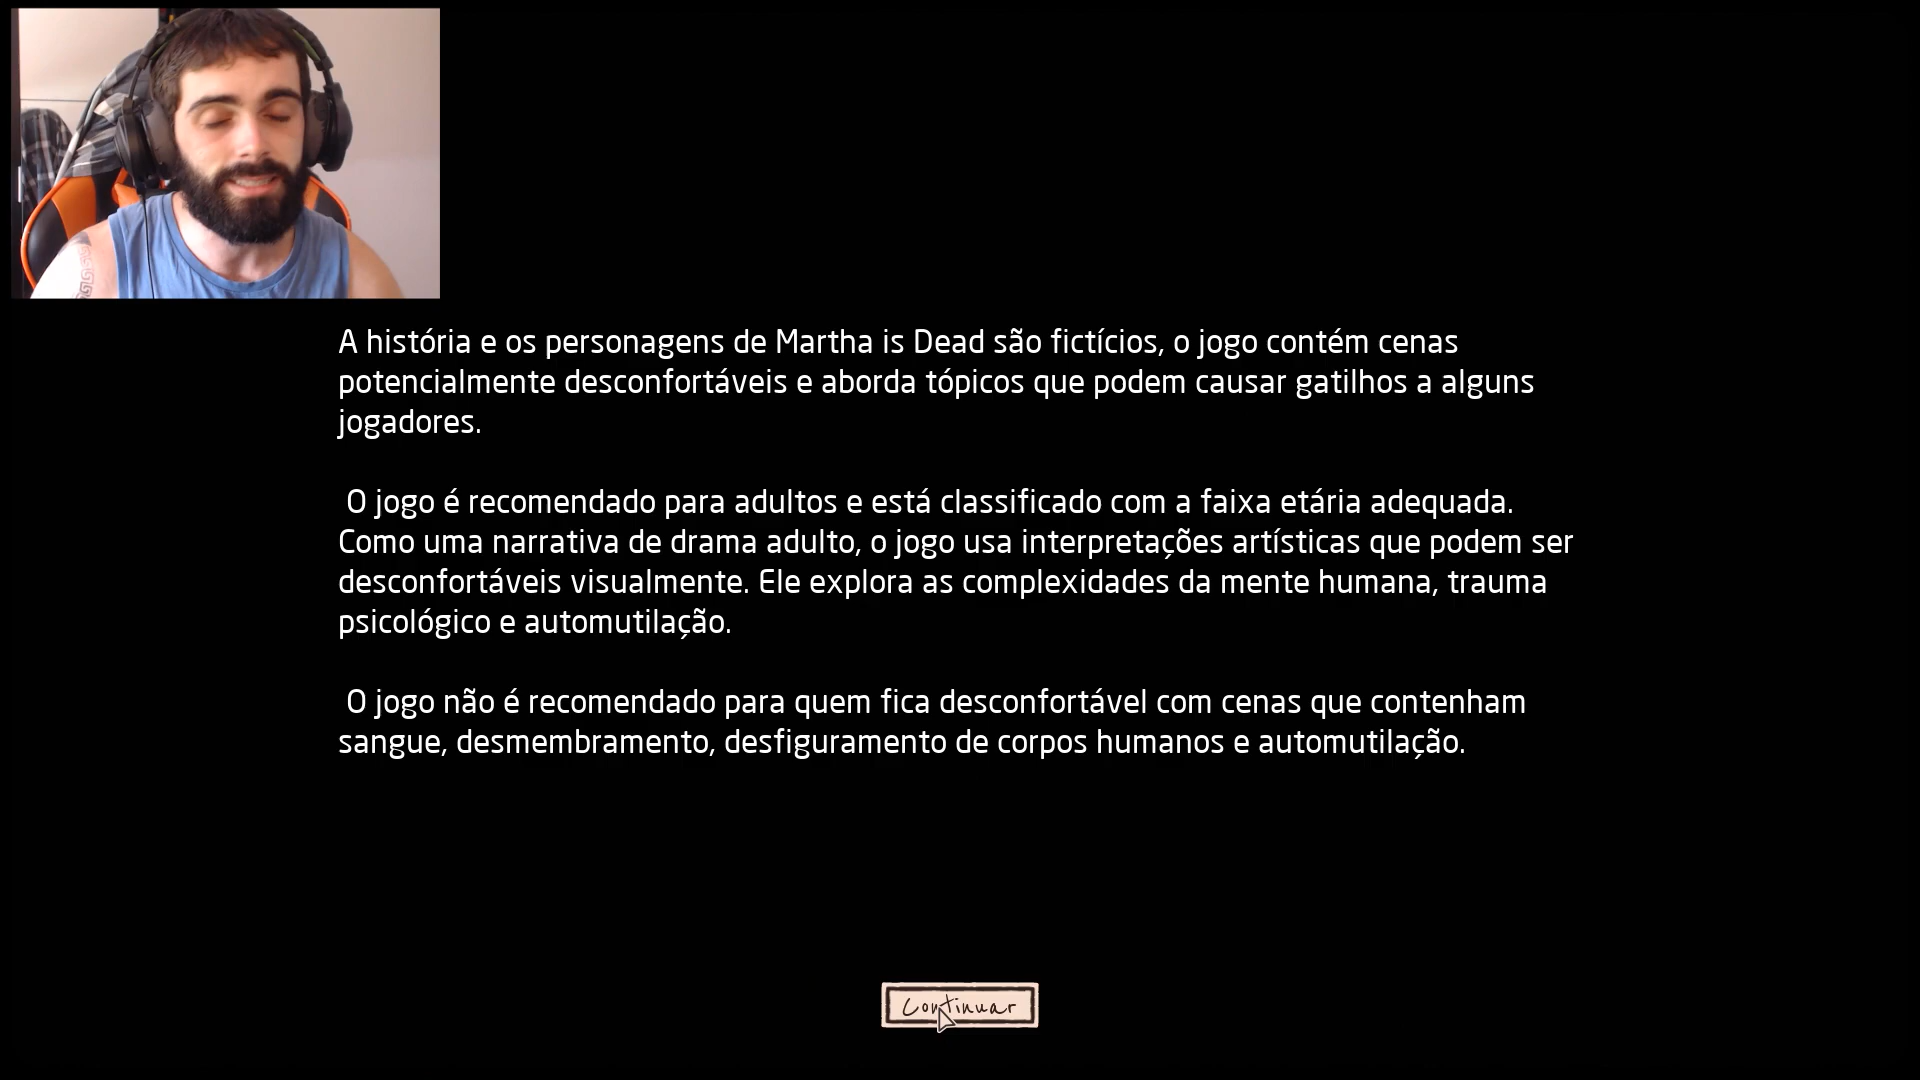 A história e os personagens de Martha is Dead são fictícios, o jogo contém cenas
potencialmente desconfortáveis e aborda tópicos que podem causar gatilhos a alguns
jogadores.
O jogo é recomendado para adultos e está classificado com a faixa etária adequada.
Como uma narrativa de drama adulto, o jogo usa interpretações artísticas que podem ser
desconfortáveis visualmente. Ele explora as complexidades da mente humana, trauma
psicológico e automutilação.
O jogo não é recomendado para quem fica desconfortável com cenas que contenham
sangue, desmembramento, desfiguramento de corpos humanos e automutilação.
Continuar